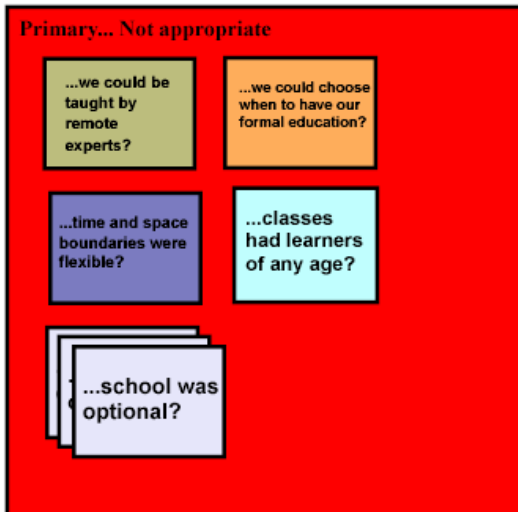 Primary... Not appropriate
...we could be
taught by
remote
experts?
...we could choose
when to have our
formal education?
...time and space
boundaries were
flexible?
...classes
had learners
of any age?
...school was
optional?